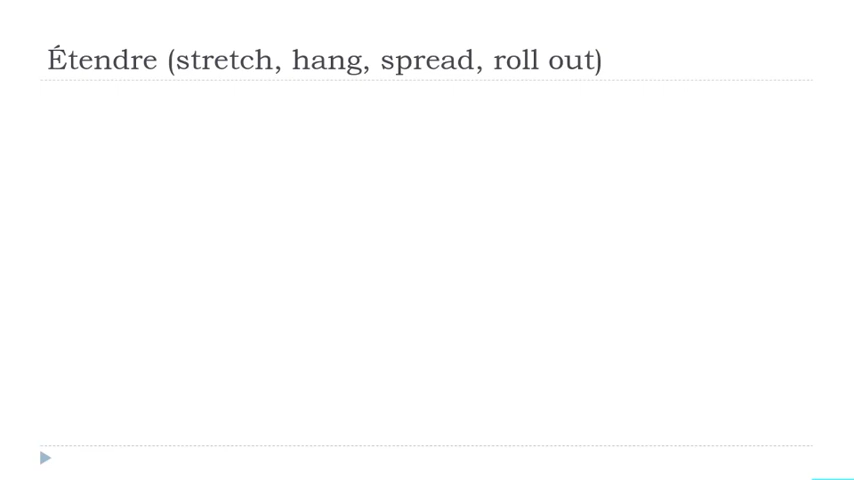 Étendre (stretch, hang, spread, roll out)